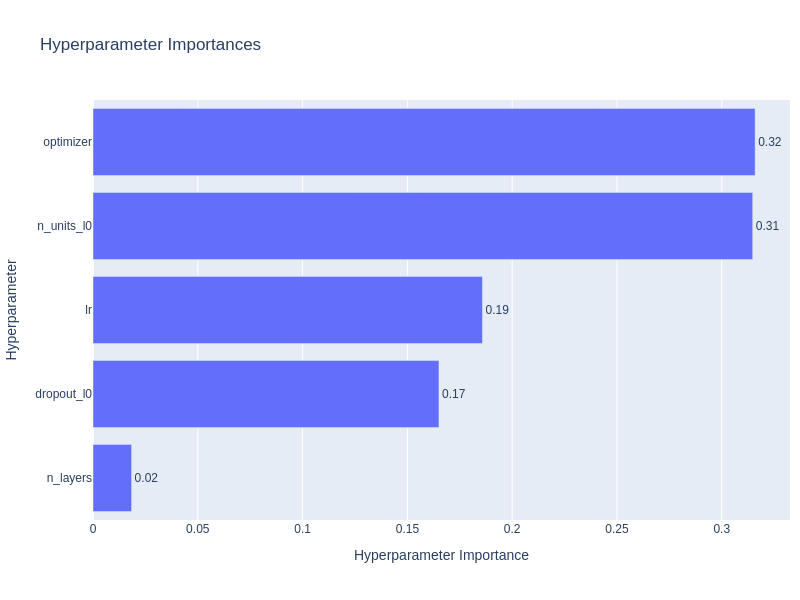 Hyperparameter Importances
Hyperparameter
optimizer
0.32
n_units_l0
0.31
lr
0.19
dropout_l0
0.17
n_layers
0.02
0
0.05
0.1
0.15
0.2
0.25
0.3
Hyperparameter Importance